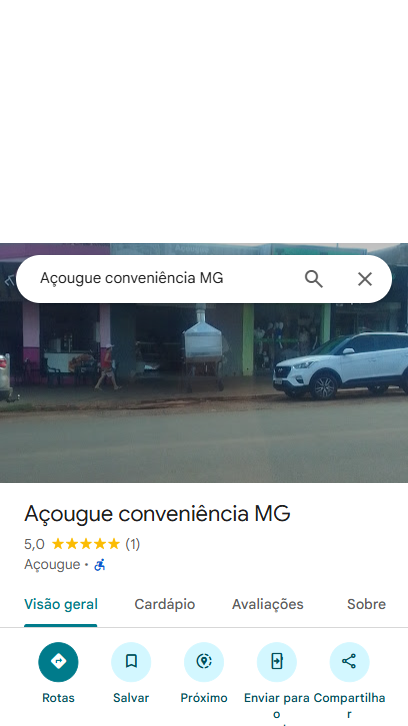 Açougue conveniência MG
Açougue conveniência MG
5,0 (1)
Açougue •
Visão geral Cardápio Avaliações Sobre
Rotas Salvar Próximo Enviar para o Compartilhar